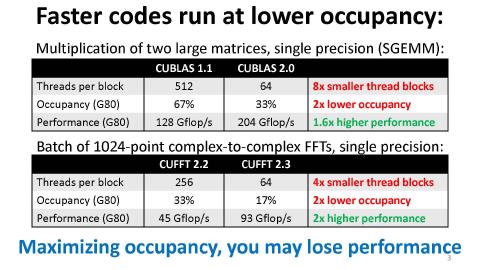 Faster codes run at lower occupancy:
Multiplication of two large matrices, single precision (SGEMM):
CUBLAS 1.1 CUBLAS 2.0
Threads per block 512 64 8x smaller thread blocks
Occupancy (G80) 67% 33% 2x lower occupancy
Performance (G80) 128 Gflop/s 204 Gflop/s 1.6x higher performance
Batch of 1024-point complex-to-complex FFTs, single precision:
CUFFT 2.2 CUFFT 2.3
Threads per block 256 64 4x smaller thread blocks
Occupancy (G80) 33% 17% 2x lower occupancy
Performance (G80) 45 Gflop/s 93 Gflop/s 2x higher performance
Maximizing occupancy, you may lose performance
3